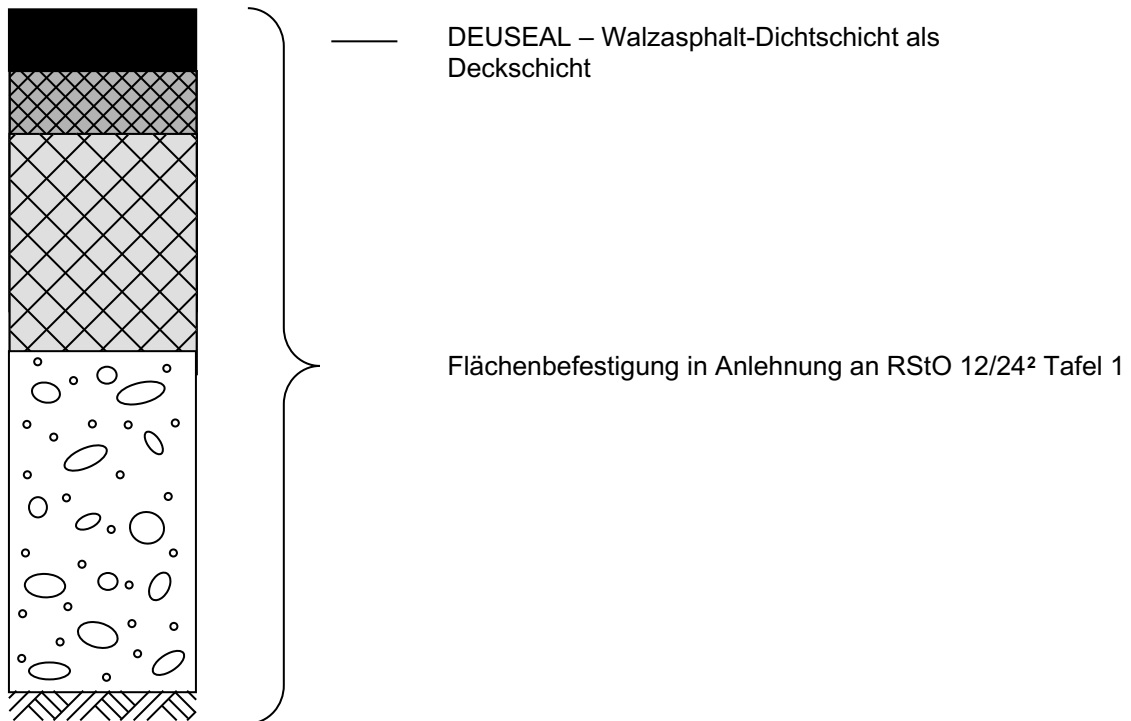 DEUSEAL – Walzasphalt-Dichtschicht als
Deckschicht
Flächenbefestigung in Anlehnung an RStO 12/24² Tafel 1